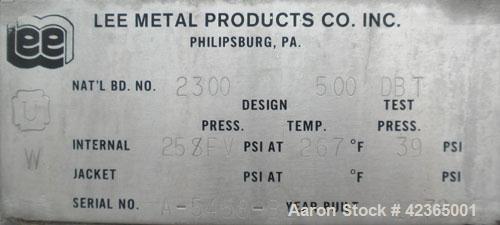 Lee
LEE METAL PRODUCTS CO. INC.
PHILIPSBURG, PA.
NAT'L BD. NO. 2300 500 DBT
DESIGN TEST
PRESS. TEMP. PRESS.
U
W
INTERNAL PSI AT 267 °F 39 PSI
JACKET PSI AT °F PSI
SERIAL NO. YEAR BUILT
Aaron Stock # 42365001